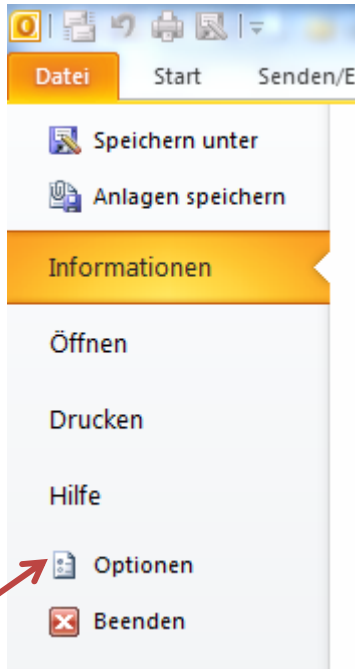 Datei Start Senden/E
Speichern unter
Anlagen speichern
Informationen
Öffnen
Drucken
Hilfe
Optionen
Beenden